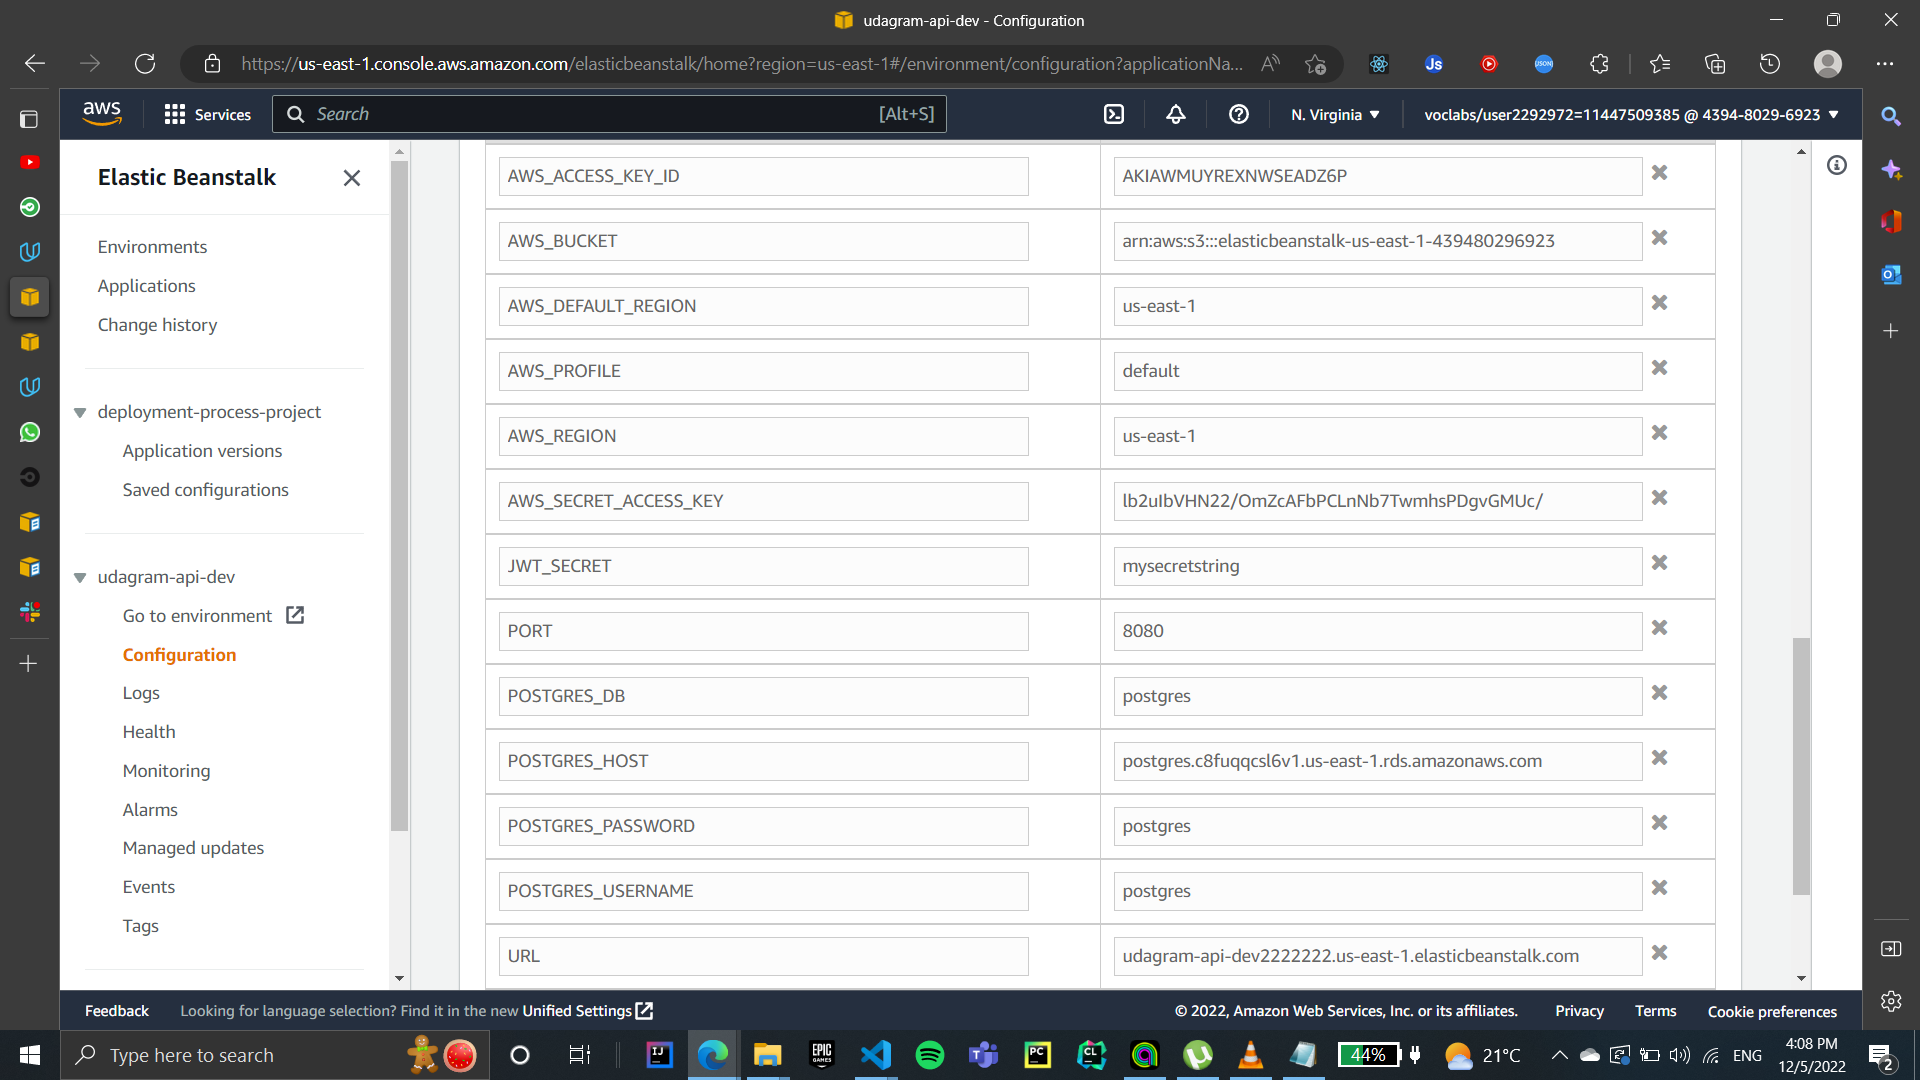 udagram-api-dev - Configuration
https://us-east-1.console.aws.amazon.com/elasticbeanstalk/home?region=us-east-1#/environment/configuration?applicationNa...
aws
Services
Search
[Alt+S]
N. Virginia
voclabs/user2292972=11447509385 @ 4394-8029-6923
Elastic Beanstalk
Environments
Applications
Change history
deployment-process-project
Application versions
Saved configurations
udagram-api-dev
Go to environment
Configuration
Logs
Health
Monitoring
Alarms
Managed updates
Events
Tags
AWS_ACCESS_KEY_ID
AKIAWMUYREXNWSEADZ6P
AWS_BUCKET
arn:aws:s3:::elasticbeanstalk-us-east-1-439480296923
AWS_DEFAULT_REGION
us-east-1
AWS_PROFILE
default
AWS_REGION
us-east-1
AWS_SECRET_ACCESS_KEY
JWT_SECRET
mysecretstring
PORT
8080
POSTGRES_DB
postgres
POSTGRES_HOST
postgres.c8fuqqcsl6v1.us-east-1.rds.amazonaws.com
POSTGRES_PASSWORD
postgres
POSTGRES_USERNAME
postgres
URL
udagram-api-dev2222222.us-east-1.elasticbeanstalk.com
Feedback
Looking for language selection? Find it in the new Unified Settings
© 2022, Amazon Web Services, Inc. or its affiliates.
Privacy
Terms
Cookie preferences
Type here to search
44%
21°C
ENG
4:08 PM
12/5/2022
2